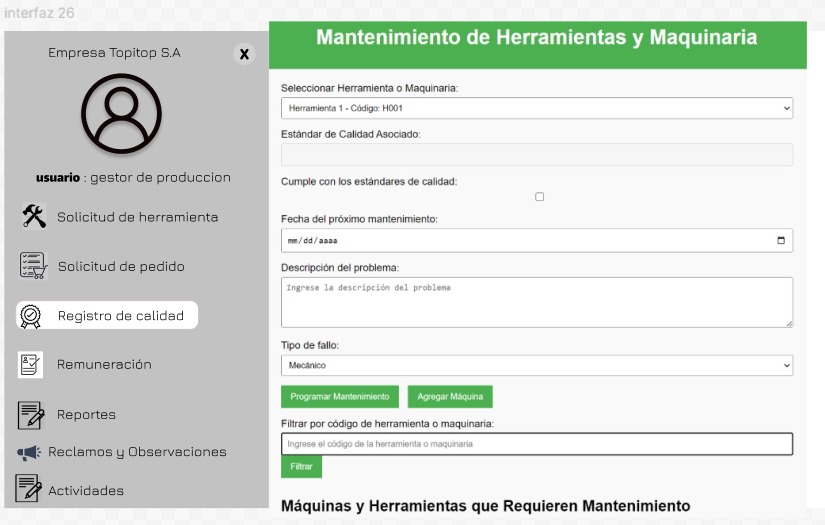 interfaz 26
Empresa Topitop S.A
x
usuario : gestor de produccion
Solicitud de herramienta
Solicitud de pedido
Registro de calidad
Remuneración
Reportes
Reclamos y Observaciones
Actividades
Mantenimiento de Herramientas y Maquinaria
Seleccionar Herramienta o Maquinaria:
Herramienta 1 - Código: H001
Estándar de Calidad Asociado:
Cumple con los estándares de calidad:
Fecha del próximo mantenimiento:
mm/dd/aaaa
Descripción del problema:
Ingrese la descripción del problema
Tipo de fallo:
Mecánico
Programar Mantenimiento Agregar Máquina
Filtrar por código de herramienta o maquinaria:
Ingrese el código de la herramienta o maquinaria
Filtrar
Máquinas y Herramientas que Requieren Mantenimiento